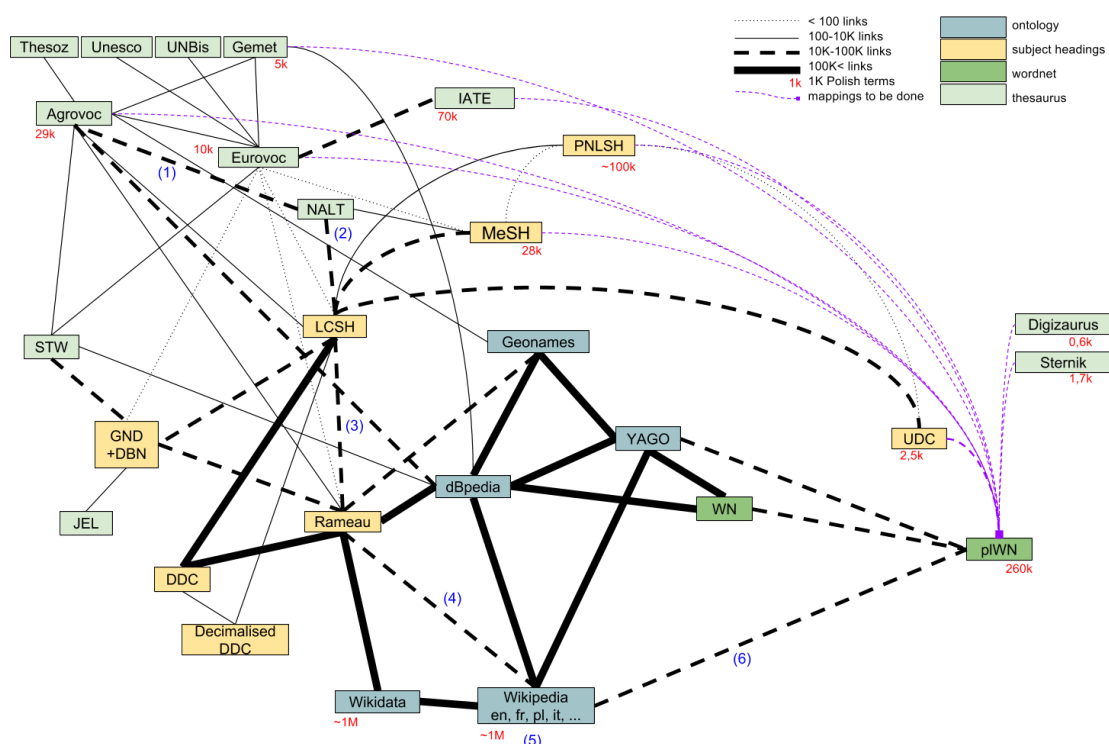 < 100 links
100-10K links
10K-100K links
100K< links
1k 1K Polish terms
mappings to be done
ontology
subject headings
wordnet
thesaurus
Thesoz
Unesco
UNBis
Gemet
5k
Agrovoc
29k
IATE
70k
10k
Eurovoc
PNLSH
~100k
(1)
NALT
(2)
MeSH
28k
LCSH
Geonames
Digizaurus
0,6k
STW
Sternik
1,7k
GND
+DBN
(3)
YAGO
UDC
2,5k
dBpedia
JEL
Rameau
WN
plWN
260k
DDC
(4)
Decimalised
DDC
(6)
Wikidata
~1M
Wikipedia
en, fr, pl, it, ...
~1M
(5)